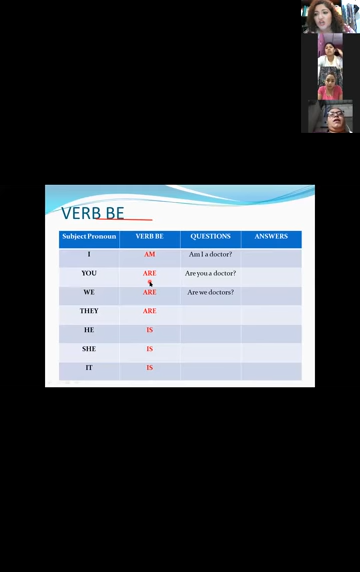 VERB BE
Subject Pronoun VERB BE QUESTIONS ANSWERS
I AM Am I a doctor?
YOU ARE Are you a doctor?
WE ARE Are we doctors?
THEY ARE
HE IS
SHE IS
IT IS